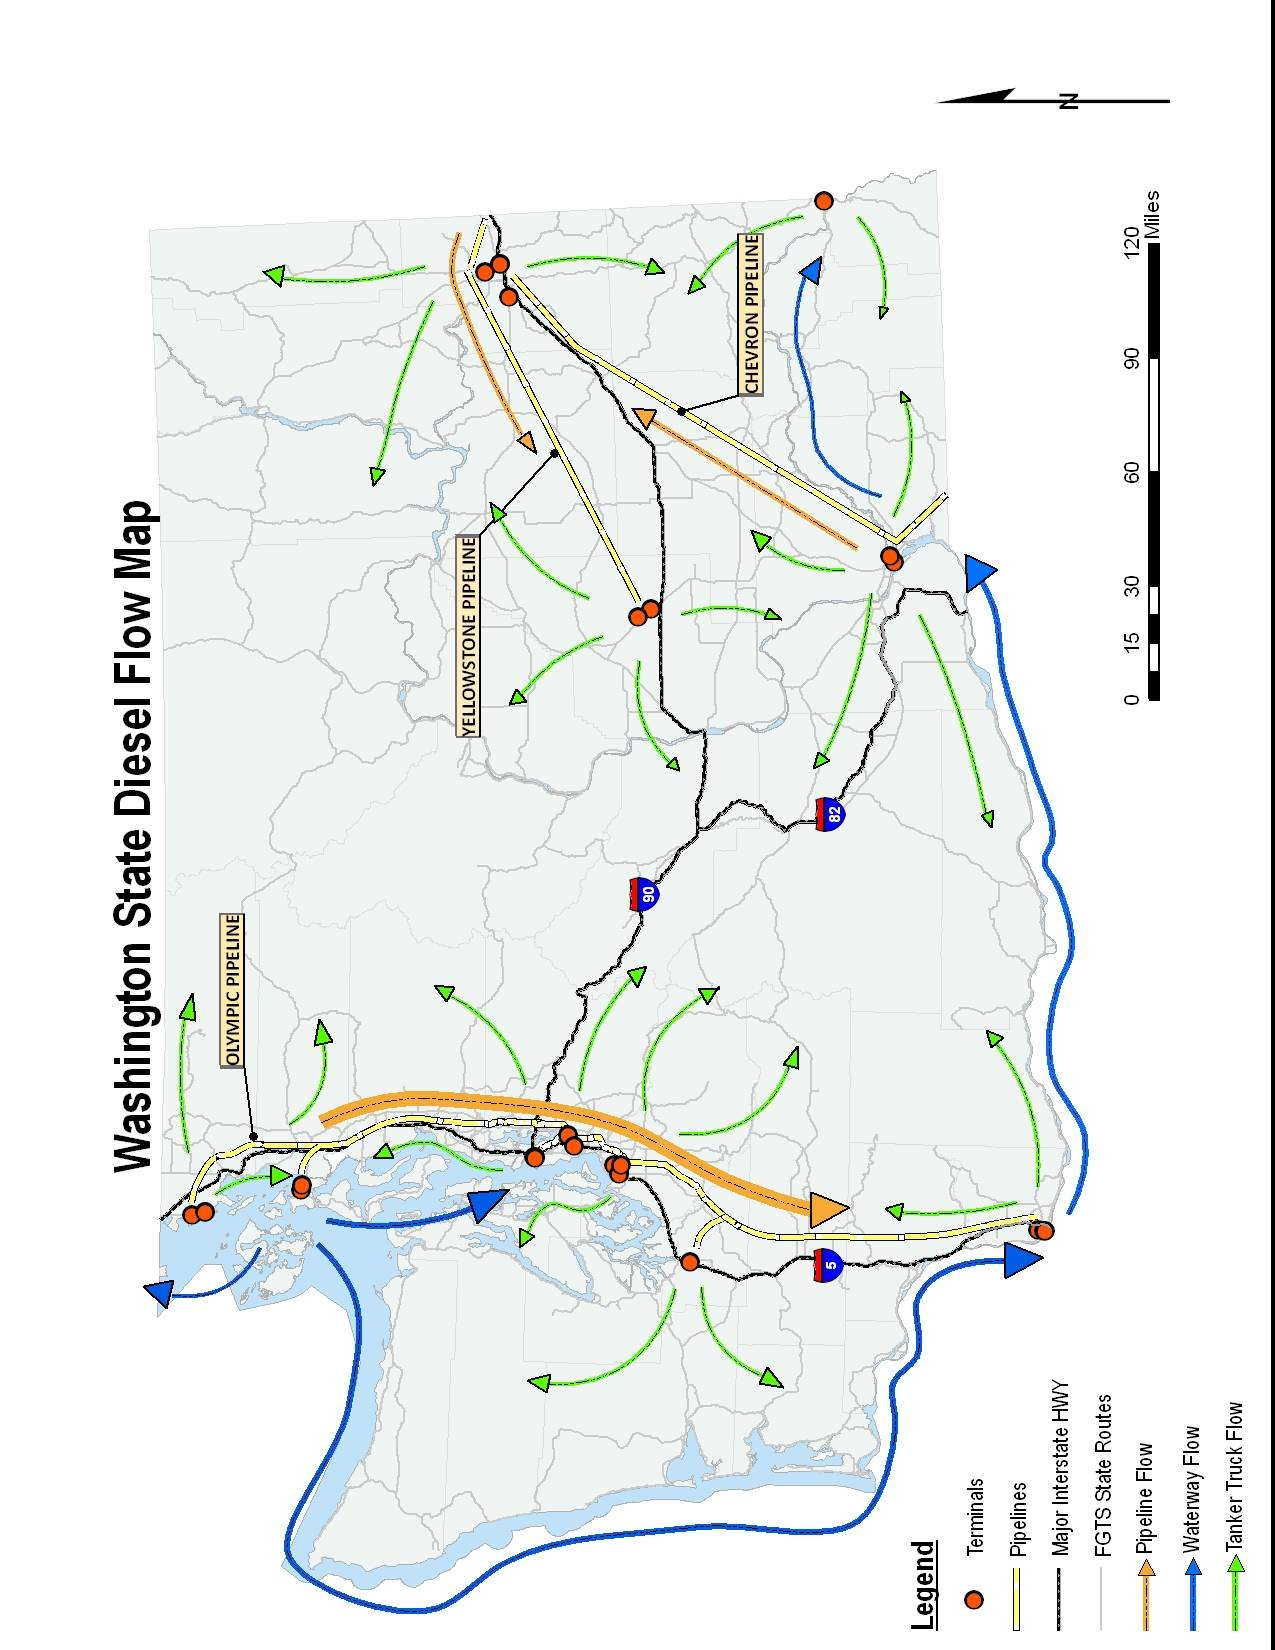 Washington State Diesel Flow Map
OLYMPIC PIPELINE
YELLOWSTONE PIPELINE
CHEVRON PIPELINE
90
82
5
N
Legend
Terminals
Pipelines
Major Interstate HWY
FGTS State Routes
Pipeline Flow
Waterway Flow
Tanker Truck Flow
0 15 30 60 90 120
Miles